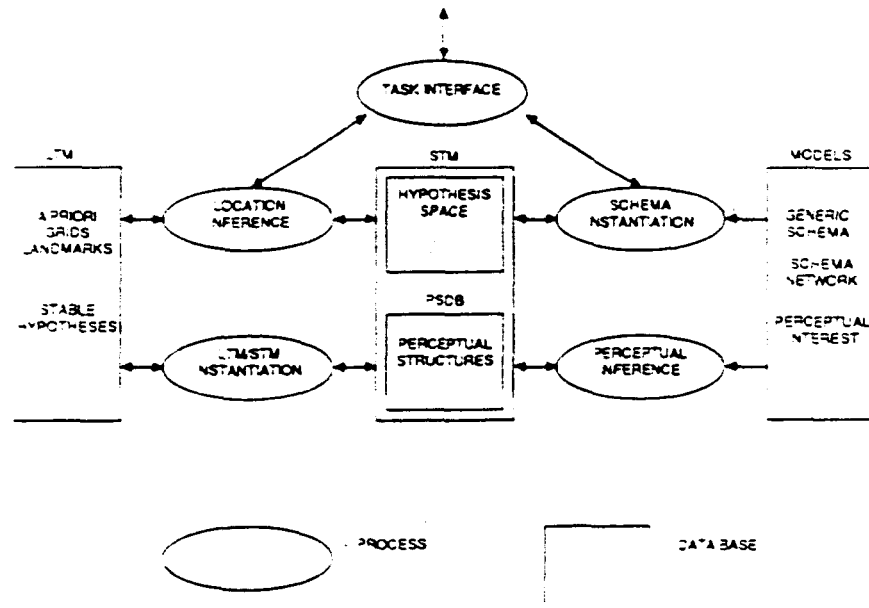 TASK INTERFACE
LTM
STM
MODELS
A PRIORI
GRIDS
LANDMARKS
LOCATION
INFERENCE
HYPOTHESIS
SPACE
SCHEMA
INSTANTIATION
GENERIC
SCHEMA
SCHEMA
NETWORK
STABLE
HYPOTHESES
PSDB
PERCEPTUAL
INTEREST
LTM/STM
INSTANTIATION
PERCEPTUAL
STRUCTURES
PERCEPTUAL
INFERENCE
PROCESS
DATA BASE